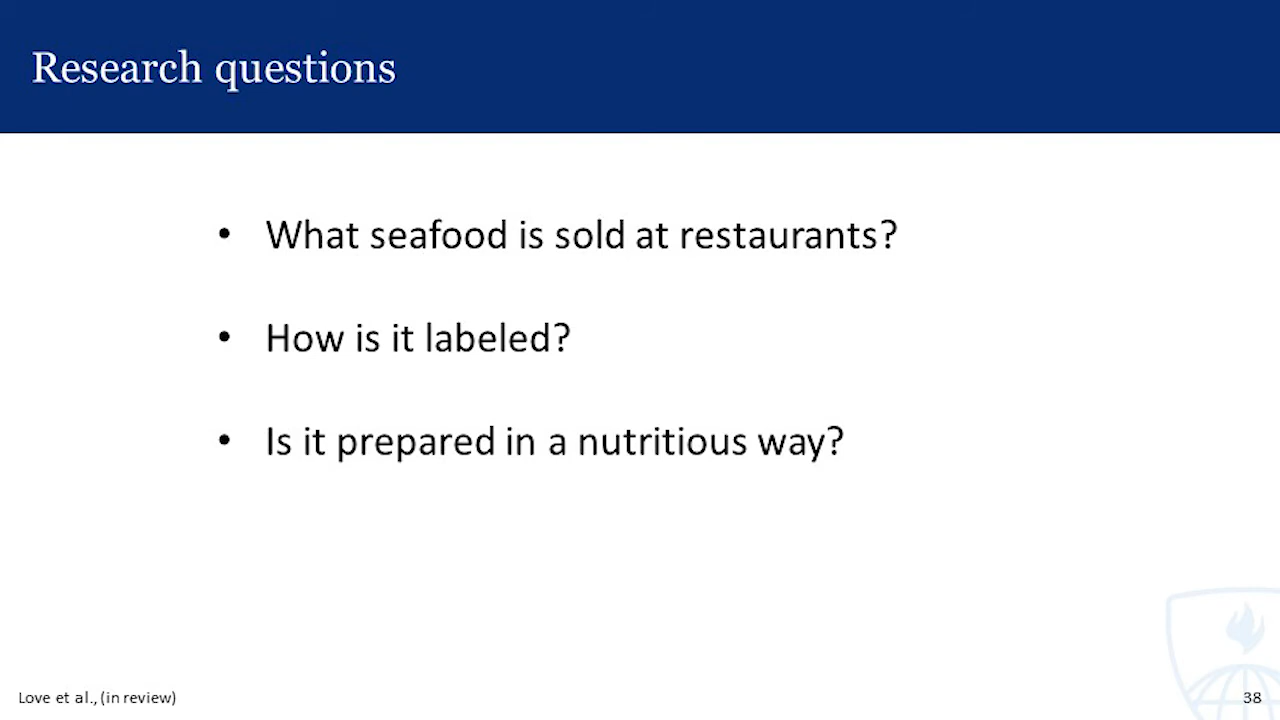 Research questions
• What seafood is sold at restaurants?
• How is it labeled?
• Is it prepared in a nutritious way?
Love et al., (in review)
38